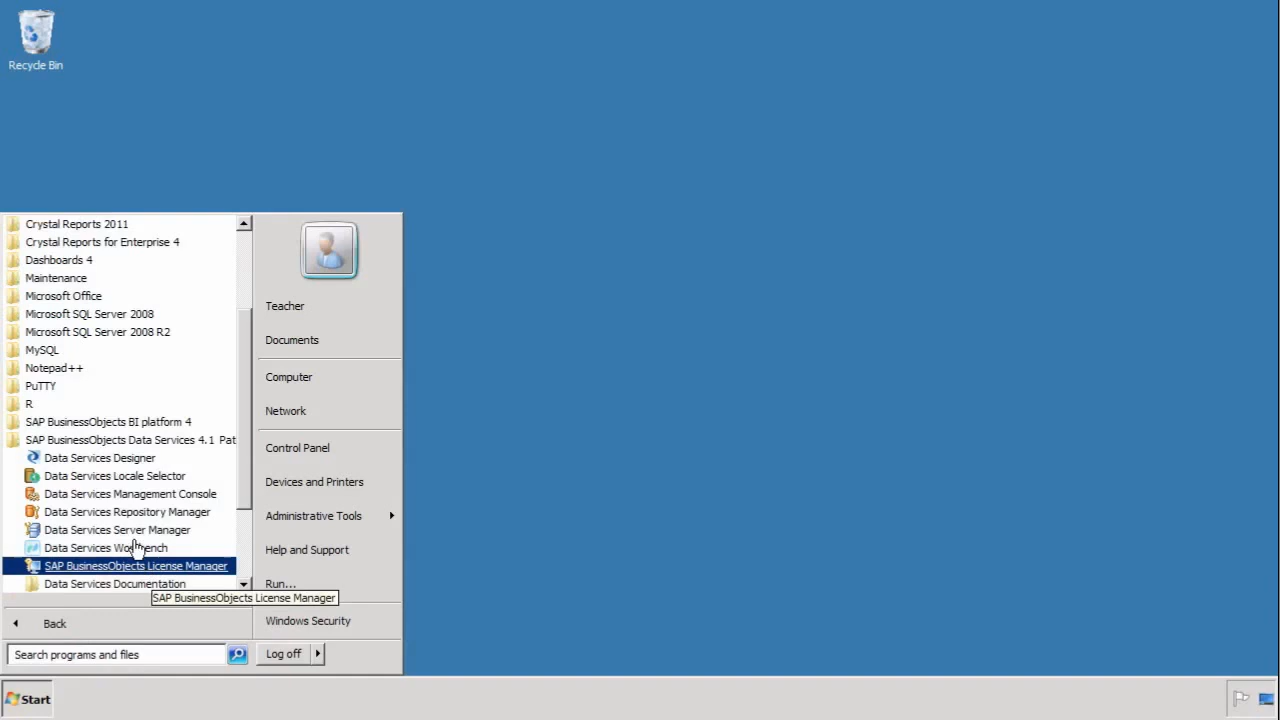 Recycle Bin
Crystal Reports 2011
Crystal Reports for Enterprise 4
Dashboards 4
Maintenance
Microsoft Office
Microsoft SQL Server 2008
Microsoft SQL Server 2008 R2
MySQL
Notepad++
PuTTY
R
SAP BusinessObjects BI platform 4
SAP BusinessObjects Data Services 4.1 Pat
Data Services Designer
Data Services Locale Selector
Data Services Management Console
Data Services Repository Manager
Data Services Server Manager
Data Services Workbench
SAP BusinessObjects License Manager
Data Services Documentation
SAP BusinessObjects License Manager
Back
Search programs and files
Teacher
Documents
Computer
Network
Control Panel
Devices and Printers
Administrative Tools
Help and Support
Run...
Windows Security
Log off
Start